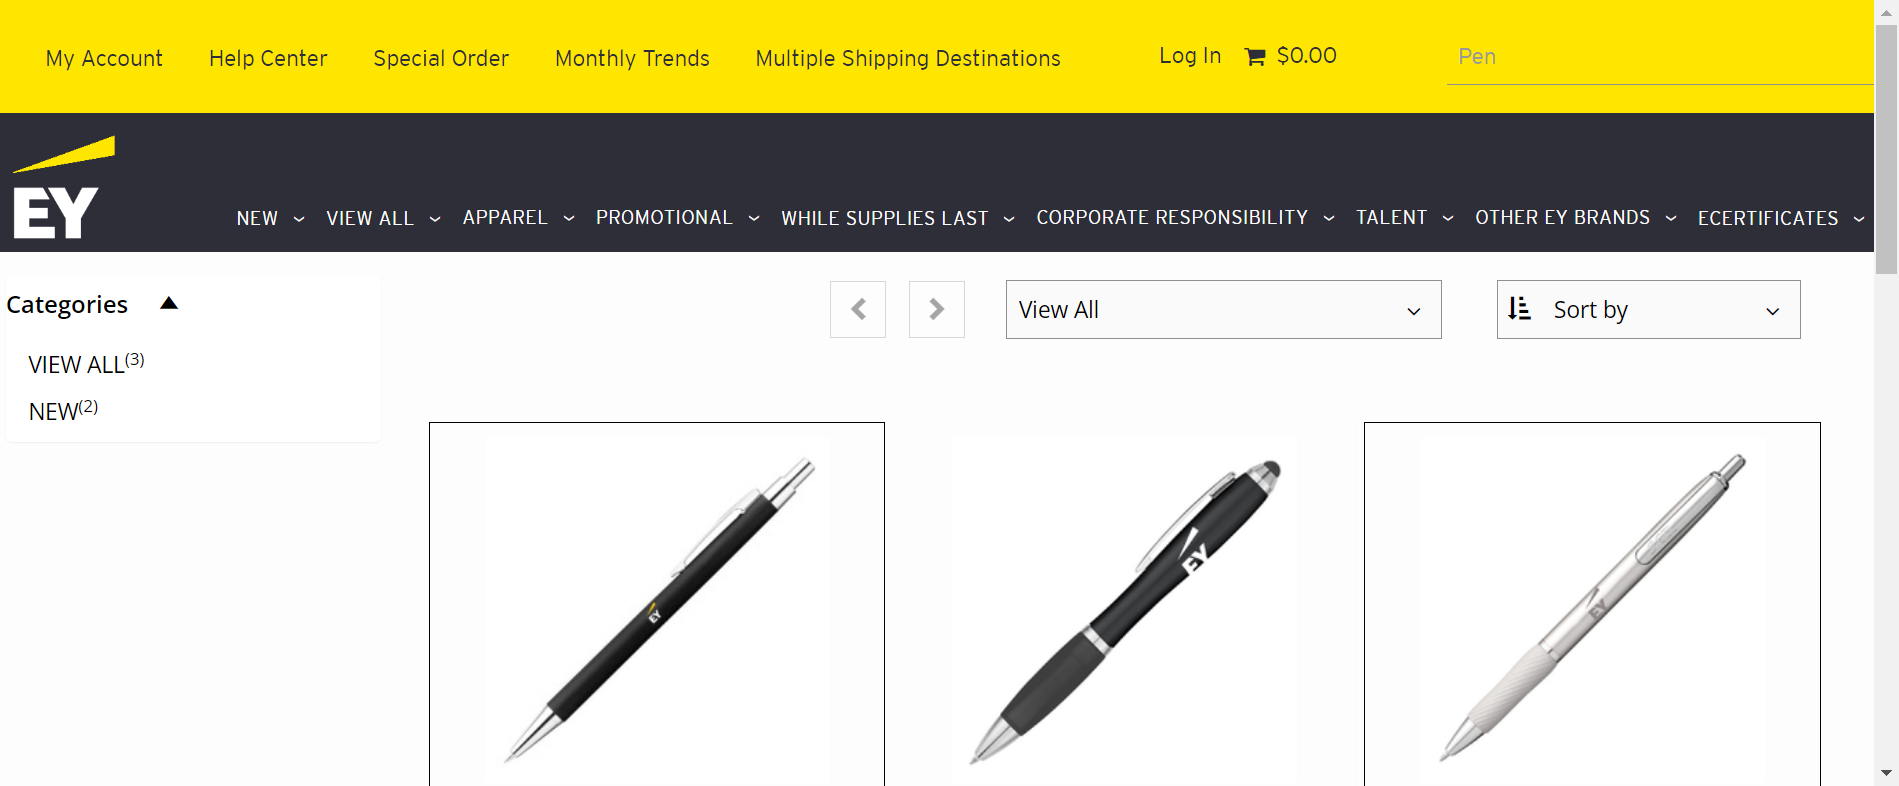 My Account Help Center Special Order Monthly Trends Multiple Shipping Destinations Log In $0.00 Pen
EY
NEW VIEW ALL APPAREL PROMOTIONAL WHILE SUPPLIES LAST CORPORATE RESPONSIBILITY TALENT OTHER EY BRANDS ECERTIFICATES
Categories
VIEW ALL(3)
NEW(2)
View All
Sort by
EY
EY
EY